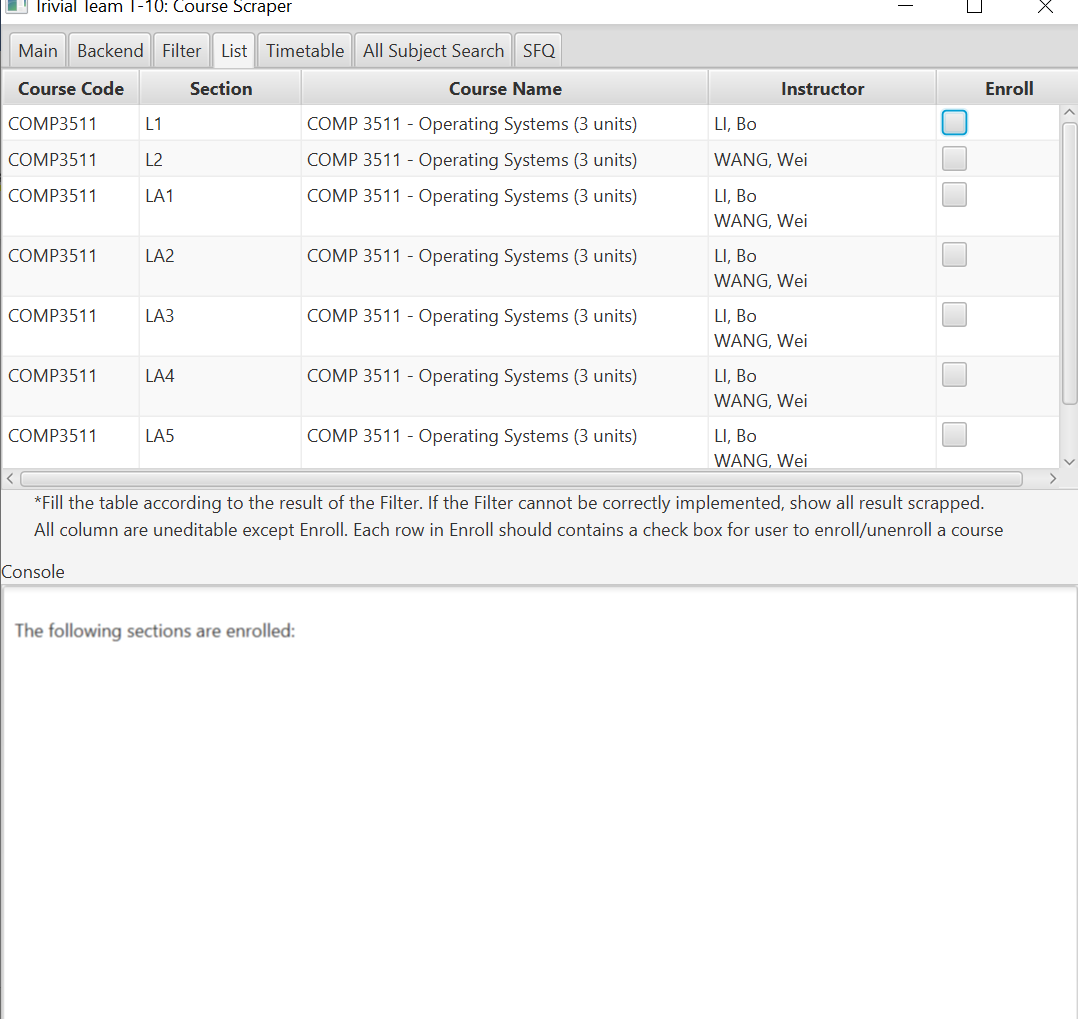 Trivial Team T-10: Course Scraper
Main Backend Filter List Timetable All Subject Search SFQ
Course Code Section Course Name Instructor Enroll
COMP3511 L1 COMP 3511 - Operating Systems (3 units) LI, Bo
COMP3511 L2 COMP 3511 - Operating Systems (3 units) WANG, Wei
COMP3511 LA1 COMP 3511 - Operating Systems (3 units) LI, Bo
WANG, Wei
COMP3511 LA2 COMP 3511 - Operating Systems (3 units) LI, Bo
WANG, Wei
COMP3511 LA3 COMP 3511 - Operating Systems (3 units) LI, Bo
WANG, Wei
COMP3511 LA4 COMP 3511 - Operating Systems (3 units) LI, Bo
WANG, Wei
COMP3511 LA5 COMP 3511 - Operating Systems (3 units) LI, Bo
WANG, Wei
*Fill the table according to the result of the Filter. If the Filter cannot be correctly implemented, show all result scrapped.
All column are uneditable except Enroll. Each row in Enroll should contains a check box for user to enroll/unenroll a course
Console
The following sections are enrolled: